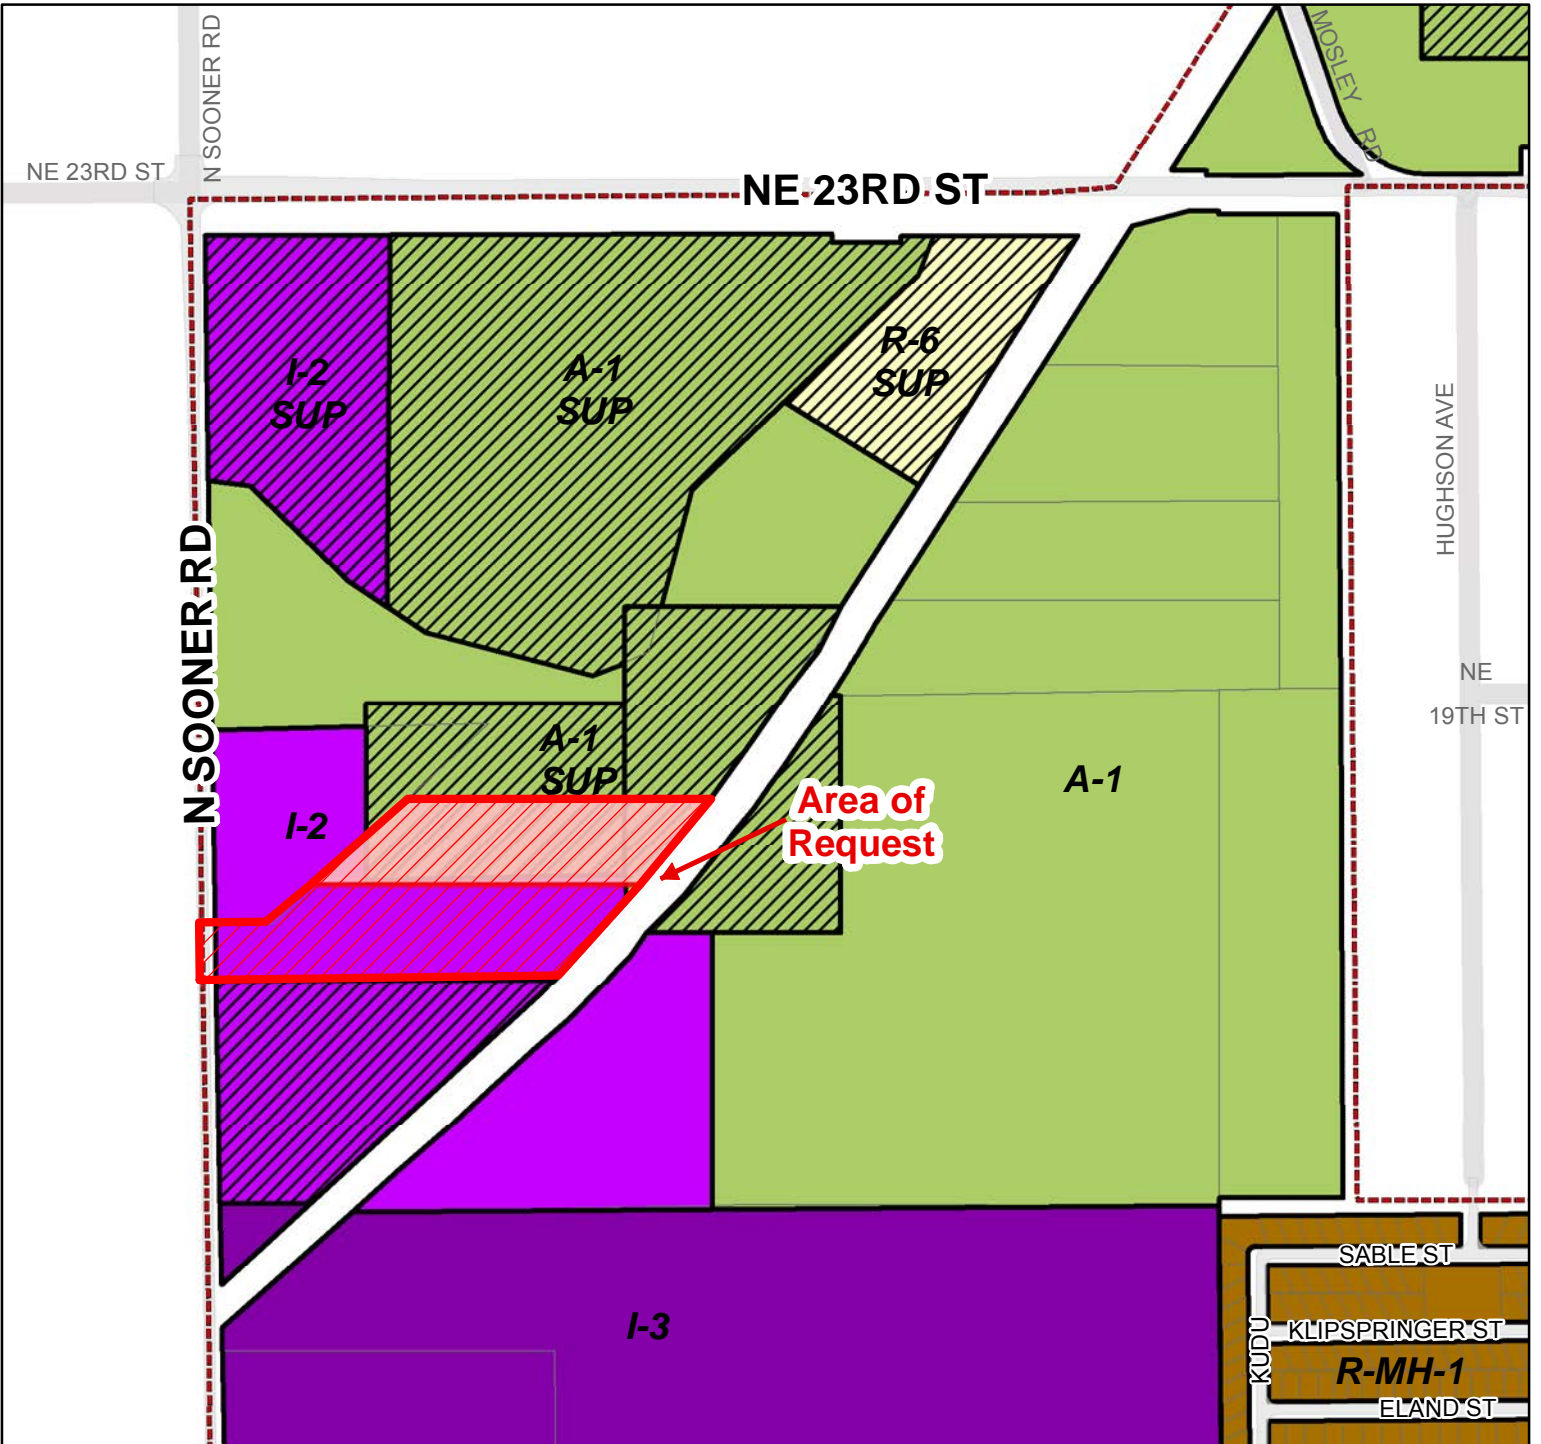 N SOONER RD
MOSLEY RD
NE 23RD ST
NE 23RD ST
I-2
SUP
A-1
SUP
R-6
SUP
HUGHSON AVE
N SOONER RD
NE
19TH ST
A-1
SUP
A-1
I-2
Area of
Request
SABLE ST
I-3
KUDU
KLIPSPRINGER ST
R-MH-1
ELAND ST